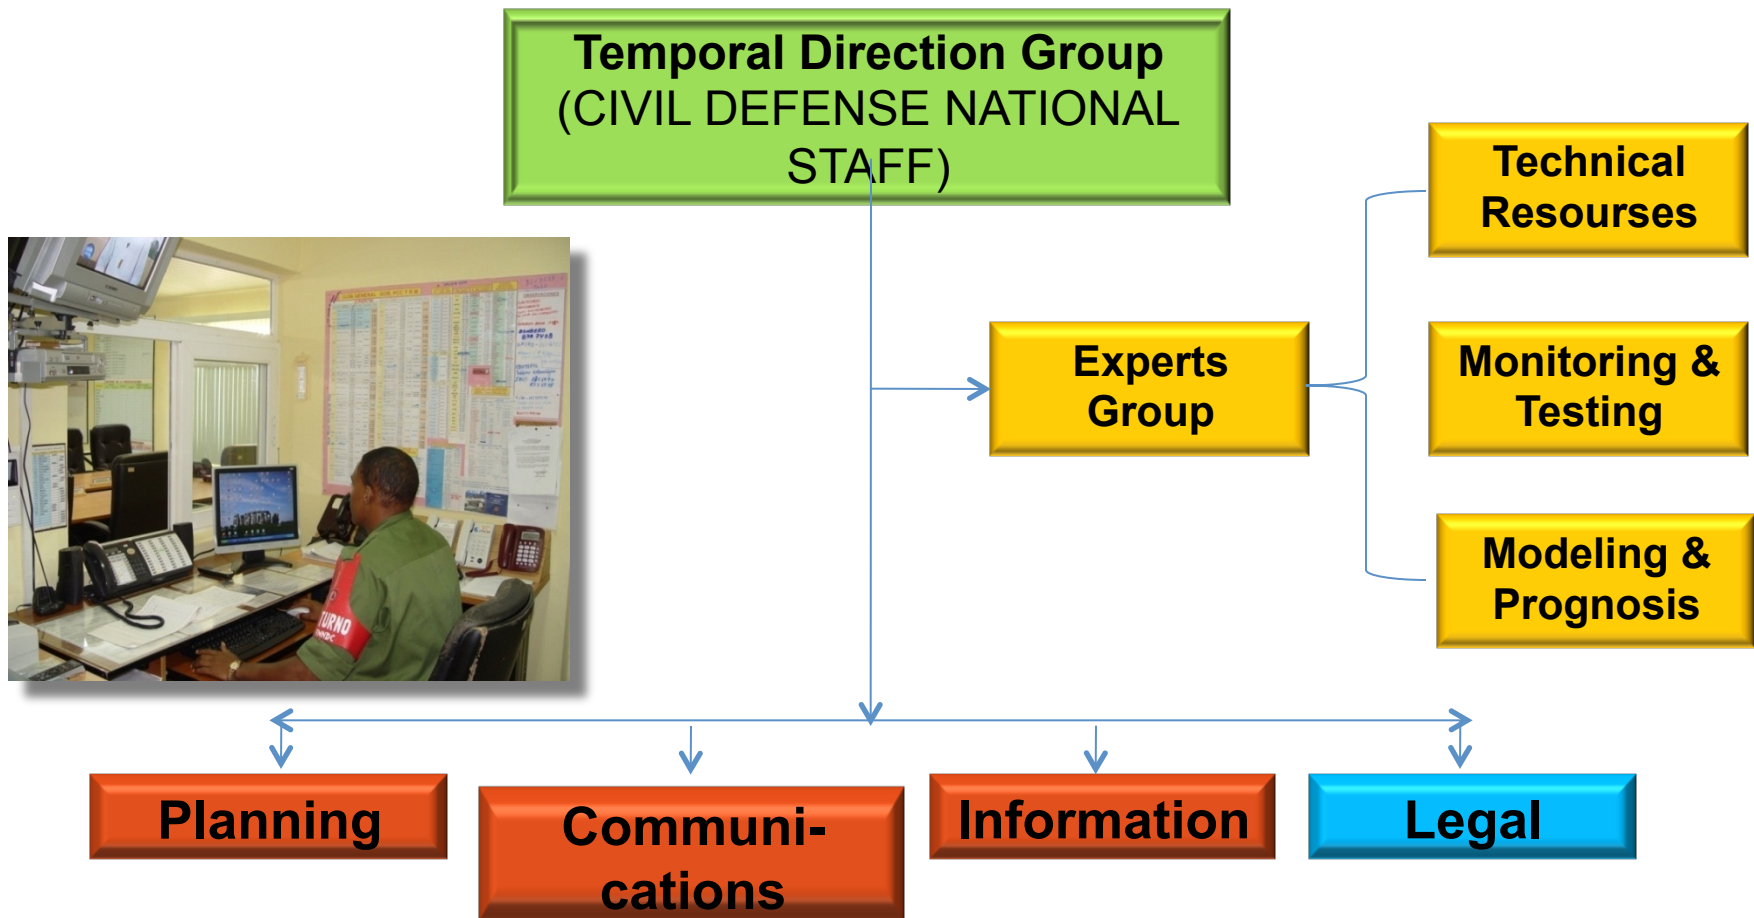 Temporal Direction Group
(CIVIL DEFENSE NATIONAL
STAFF)
Technical
Resourses
Experts
Group
Monitoring &
Testing
Modeling &
Prognosis
TURNO
Planning
Communi-
cations
Information
Legal